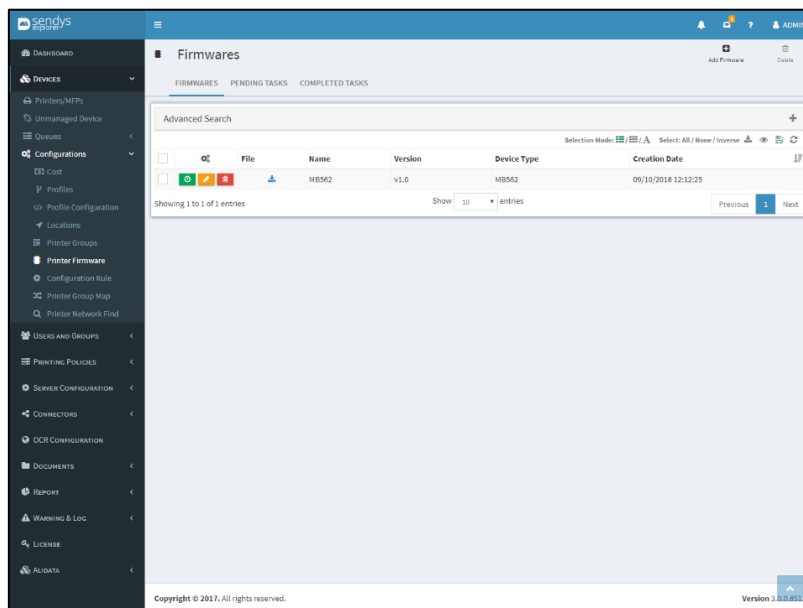 sendys
explorer
ADMIN
DASHBOARD
DEVICES
Printers/MFPs
Unmanaged Device
Queues
Configurations
Cost
Profiles
Profile Configuration
Locations
Printer Groups
Printer Firmware
Configuration Rule
Printer Group Map
Printer Network Find
USERS AND GROUPS
PRINTING POLICIES
SERVER CONFIGURATION
CONNECTORS
OCR CONFIGURATION
DOCUMENTS
REPORT
WARNING & LOG
LICENSE
ALIDATA
Firmwares
Add Firmware Delete
FIRMWARES PENDING TASKS COMPLETED TASKS
Advanced Search
Selection Mode: / / A Select: All / None / Inverse
File Name Version Device Type Creation Date
MB562 v1.0 MB562 09/10/2018 12:12:25
Showing 1 to 1 of 1 entries Show 10 entries Previous 1 Next
Copyright © 2017. All rights reserved. Version 3.0.0.851